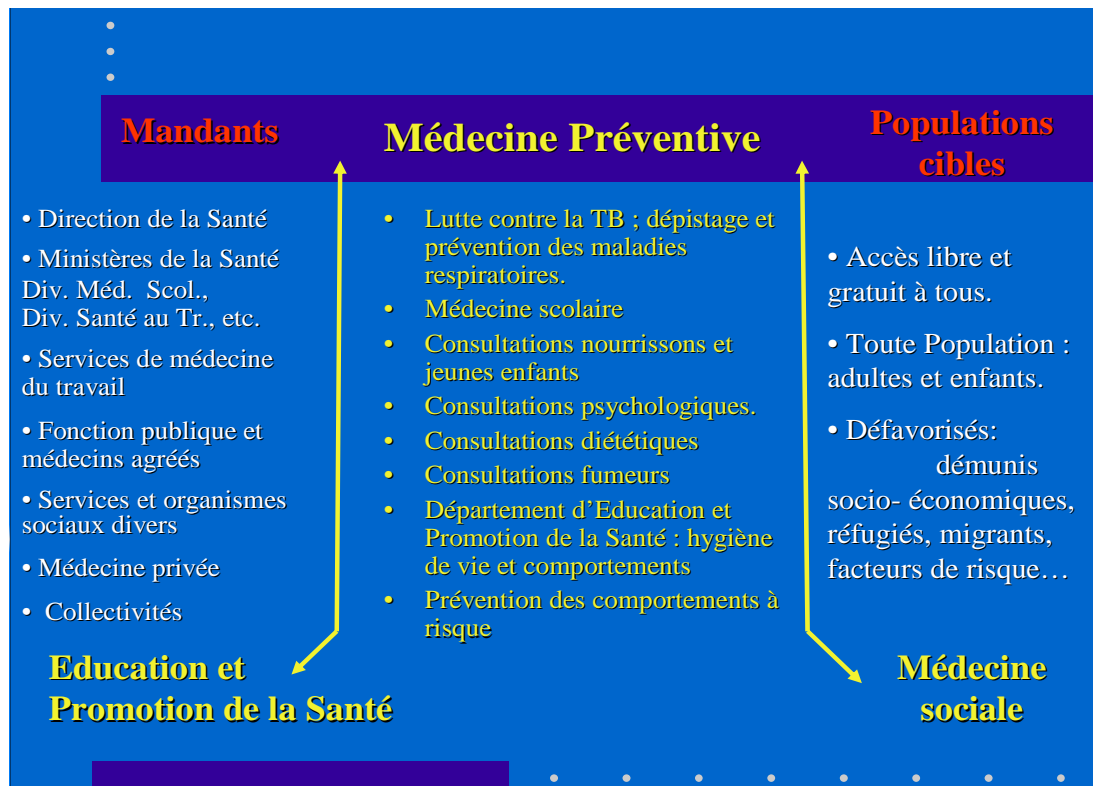 Mandants
Médecine Préventive
Populations
cibles
• Direction de la Santé
• Ministères de la Santé
Div. Méd. Scol.,
Div. Santé au Tr., etc.
• Services de médecine
du travail
• Fonction publique et
médecins agréés
• Services et organismes
sociaux divers
• Médecine privée
• Collectivités
• Lutte contre la TB ; dépistage et
prévention des maladies
respiratoires.
• Médecine scolaire
• Consultations nourrissons et
jeunes enfants
• Consultations psychologiques.
• Consultations diététiques
• Consultations fumeurs
• Département d’Education et
Promotion de la Santé : hygiène
de vie et comportements
• Prévention des comportements à
risque
• Accès libre et
gratuit à tous.
• Toute Population :
adultes et enfants.
• Défavorisés:
démunis
socio- économiques,
réfugiés, migrants,
facteurs de risque…
Education et
Promotion de la Santé
Médecine
sociale